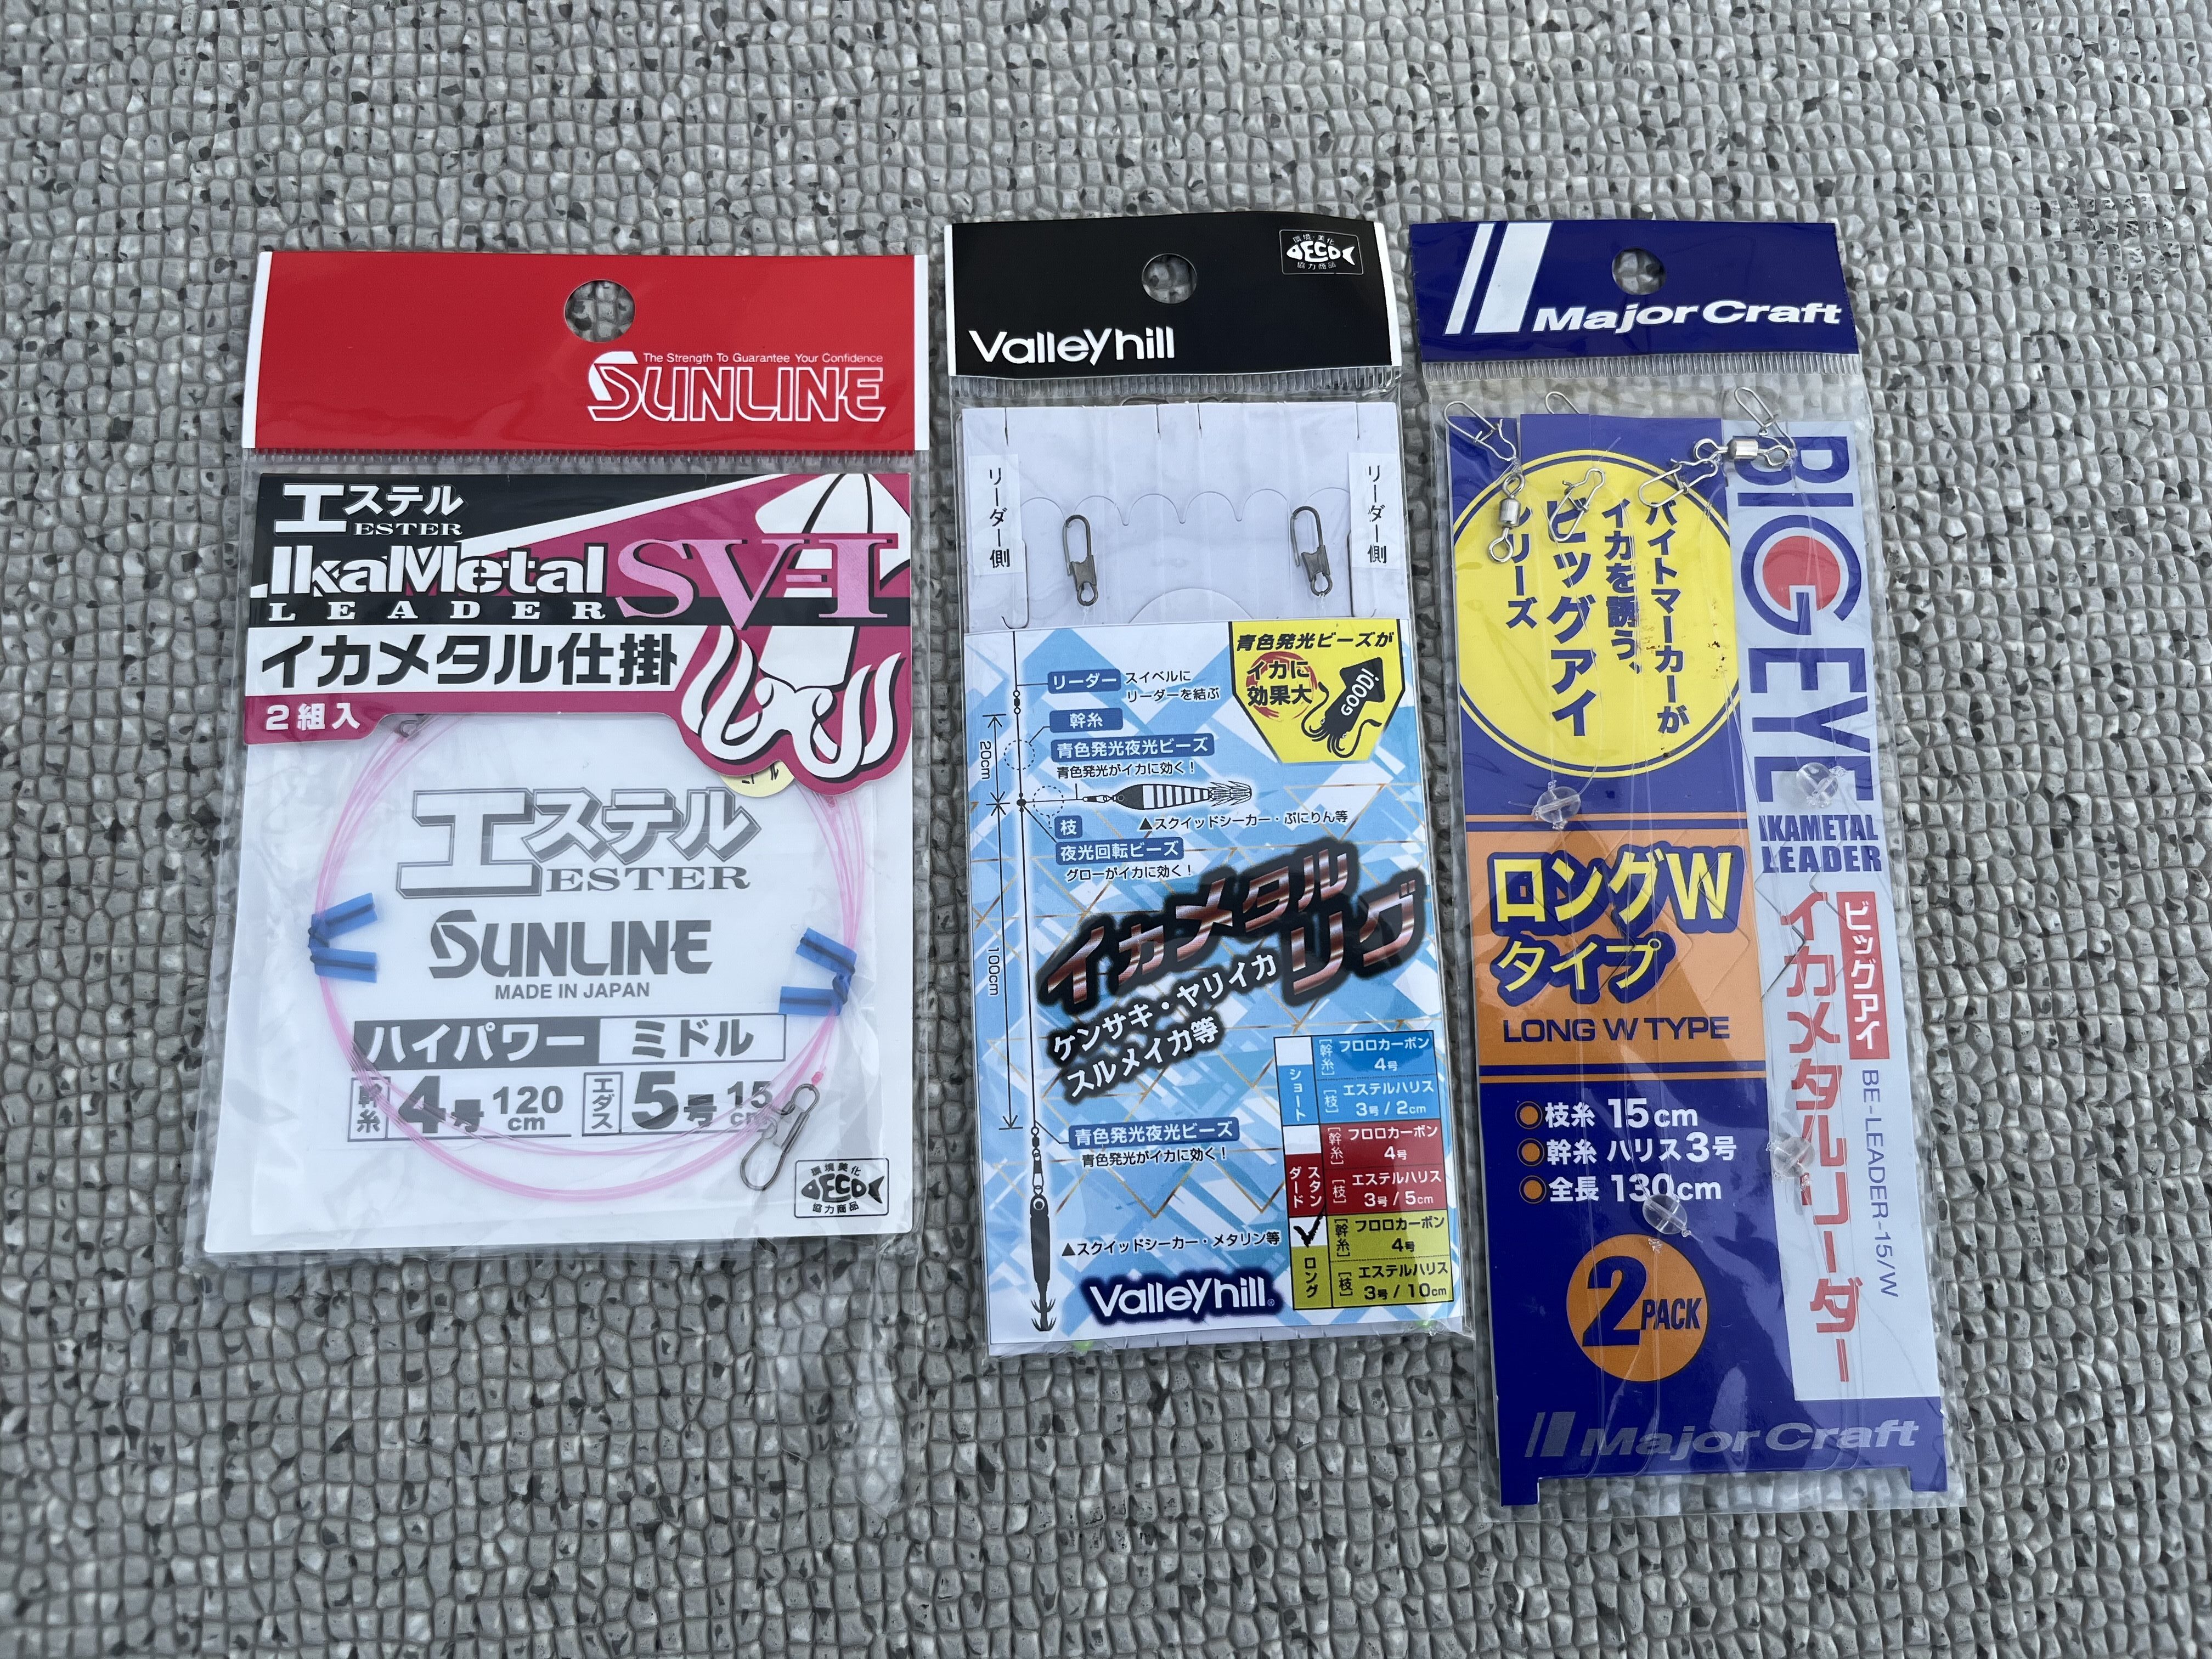 The Strength To Guarantee Your Confidence
SUNLINE
エステル
ESTER
IkaMetal SV-I
LEADER
イカメタル仕掛
2組入
エステル
ESTER
SUNLINE
MADE IN JAPAN
ハイパワー ミドル
幹糸 4号 120cm エダス 5号 15cm
環境美化
DECO
協力商品
環境・美化
DECO
協力商品
Valleyhill
リーダー側
リーダー側
青色発光ビーズが
イカに
効果大
GOOD!
リーダー スイベルに
リーダーを結ぶ
幹糸
20cm
青色発光夜光ビーズ
青色発光がイカに効く!
▲スクイッドシーカー・ぷにりん等
枝
夜光回転ビーズ
グローがイカに効く!
イカメタル
リグ
ケンサキ・ヤリイカ
スルメイカ等
100cm
ショート
[幹糸] フロロカーボン
4号
[枝] エステルハリス
3号/2cm
スタンダード
[幹糸] フロロカーボン
4号
[枝] エステルハリス
3号/5cm
ロング
[幹糸] フロロカーボン
4号
[枝] エステルハリス
3号/10cm
青色発光夜光ビーズ
青色発光がイカに効く!
▲スクイッドシーカー・メタリン等
Valleyhill
Major Craft
バイトマーカーが
イカを誘う、
ビッグアイ
シリーズ
BIG EYE
IKAMETAL
LEADER
ビッグアイ
イカメタルリーダー
BE-LEADER-15/W
ロングW
タイプ
LONG W TYPE
枝糸 15cm
幹糸 ハリス3号
全長 130cm
2PACK
Major Craft